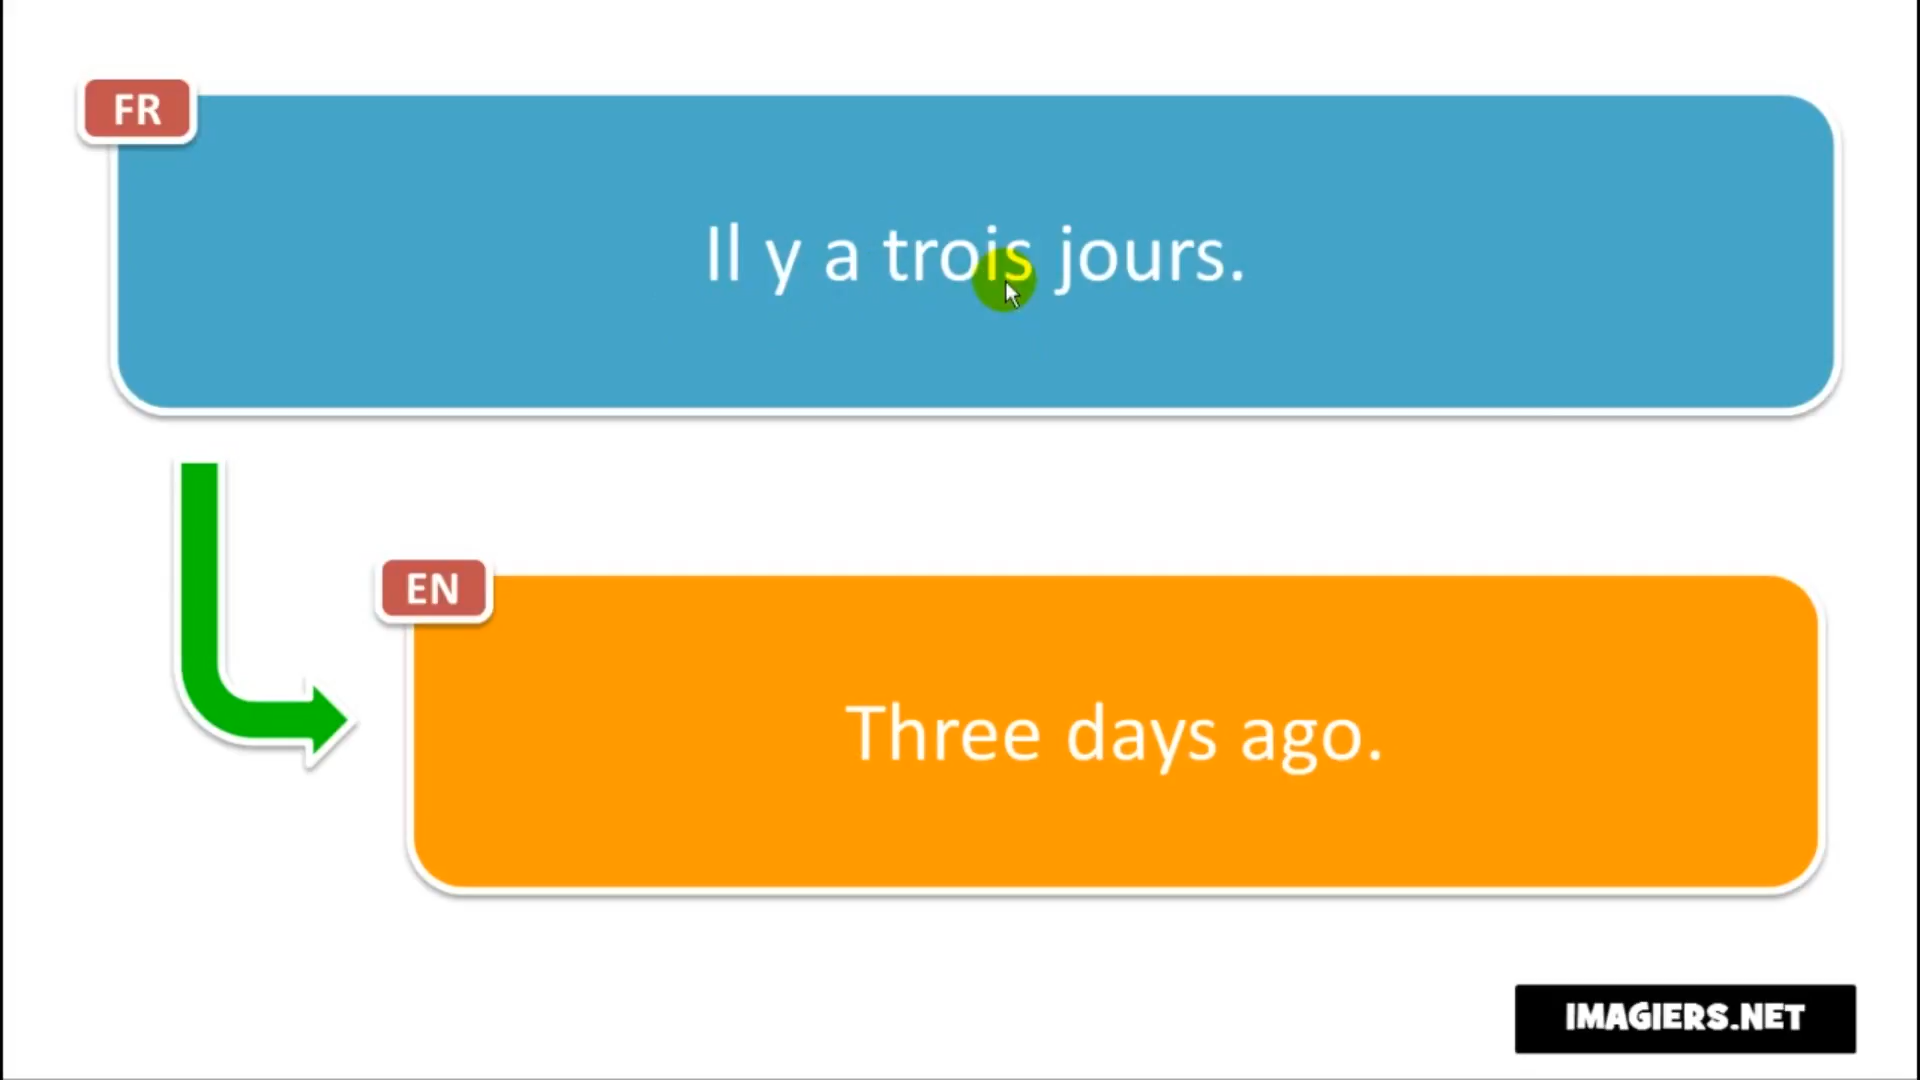 FR
Il y a trois jours.
EN
Three days ago.
IMAGIERS.NET